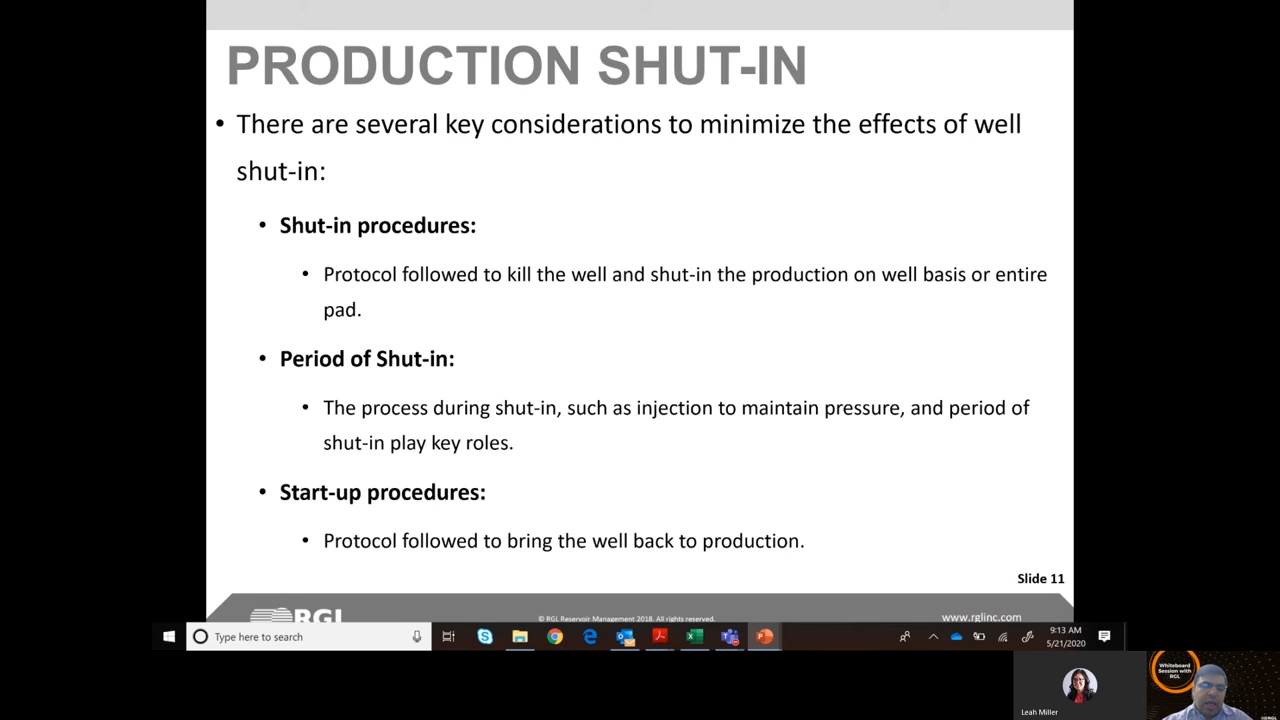 PRODUCTION SHUT-IN
• There are several key considerations to minimize the effects of well
shut-in:
• Shut-in procedures:
• Protocol followed to kill the well and shut-in the production on well basis or entire
pad.
• Period of Shut-in:
• The process during shut-in, such as injection to maintain pressure, and period of
shut-in play key roles.
• Start-up procedures:
• Protocol followed to bring the well back to production.
Slide 11
RGL
© RGL Reservoir Management 2018. All rights reserved.
www.rglinc.com
Type here to search
9:13 AM
5/21/2020
Whiteboard
Session with
RGL
Leah Miller